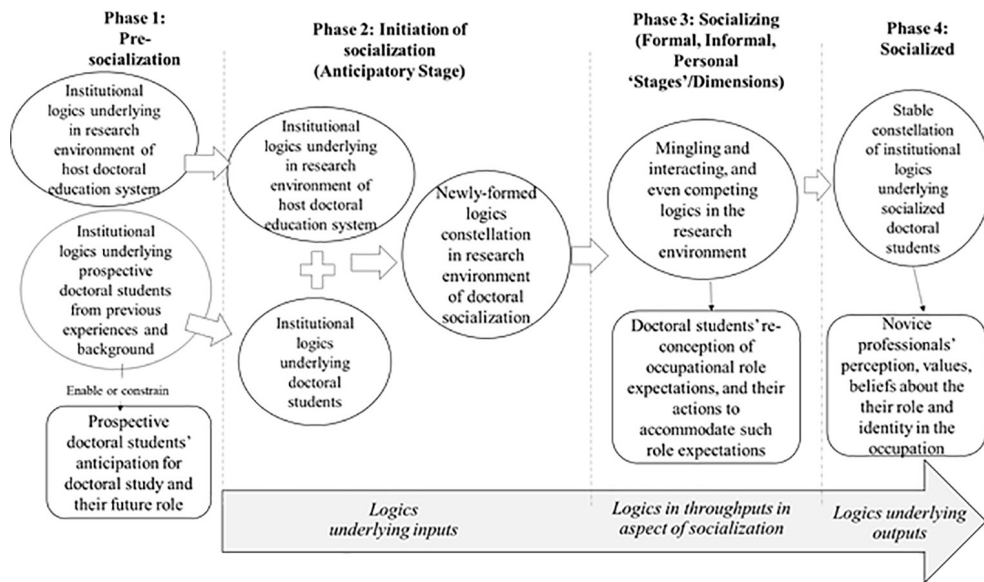 Phase 1:
Pre-
socialization
Institutional
logics underlying
in research
environment of
host doctoral
education system
Institutional
logics underlying
prospective
doctoral students
from previous
experiences and
background
Enable or constrain
Prospective
doctoral students'
anticipation for
doctoral study and
their future role
Phase 2: Initiation of
socialization
(Anticipatory Stage)
Institutional
logics underlying
in research
environment of
host doctoral
education system
Institutional
logics
underlying
doctoral
students
Newly-formed
logics
constellation
in research
environment
of doctoral
socialization
Phase 3: Socializing
(Formal, Informal,
Personal
'Stages'/Dimensions)
Mingling and
interacting, and
even competing
logics in the
research
environment
Doctoral students' re-
conception of
occupational role
expectations, and their
actions to
accommodate such
role expectations
Phase 4:
Socialized
Stable
constellation
of institutional
logics
underlying
socialized
doctoral
students
Novice
professionals'
perception, values,
beliefs about the
their role and
identity in the
occupation
Logics
underlying inputs
Logics in throughputs in
aspect of socialization
Logics underlying
outputs